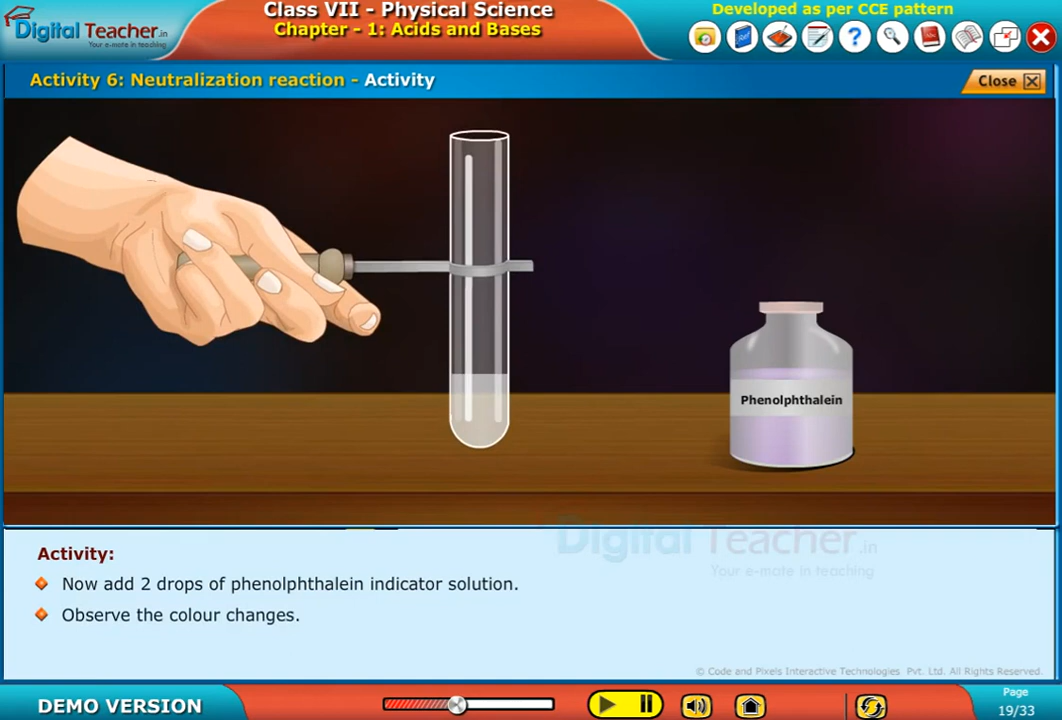 Digital Teacher.in
Your e-mate in teaching
Class VII - Physical Science
Chapter - 1: Acids and Bases
Developed as per CCE pattern
Activity 6: Neutralization reaction - Activity
Close
Phenolphthalein
Digital Teacher.in
Your e-mate in teaching
Activity:
Now add 2 drops of phenolphthalein indicator solution.
Observe the colour changes.
© Code and Pixels Interactive Technologies Pvt. Ltd. All Rights Reserved.
DEMO VERSION
Page
19/33